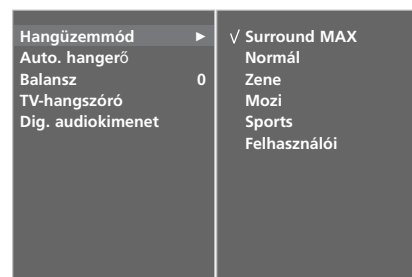 Hangüzemmód ►
Auto. hangerő
Balansz 0
TV-hangszóró
Dig. audiokimenet
√ Surround MAX
Normál
Zene
Mozi
Sports
Felhasználói